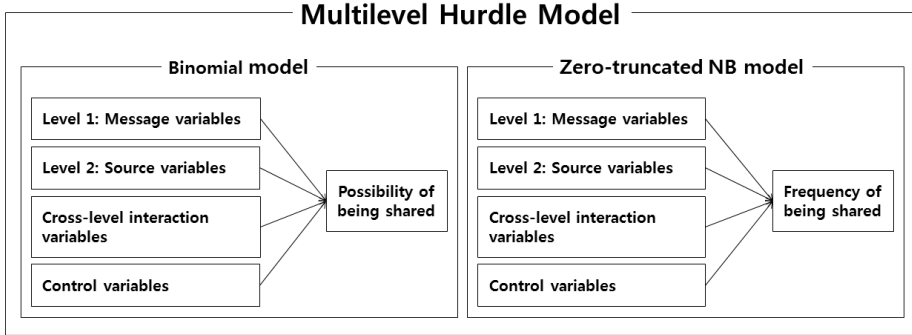 Multilevel Hurdle Model
Binomial model
Level 1: Message variables
Level 2: Source variables
Cross-level interaction
variables
Control variables
Possibility of
being shared
Zero-truncated NB model
Level 1: Message variables
Level 2: Source variables
Cross-level interaction
variables
Control variables
Frequency of
being shared